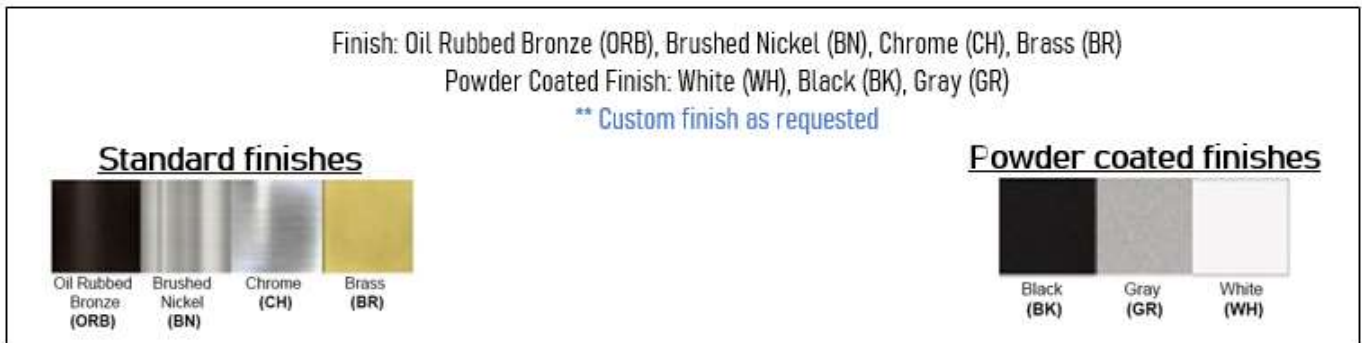 Finish: Oil Rubbed Bronze (ORB), Brushed Nickel (BN), Chrome (CH), Brass (BR)
Powder Coated Finish: White (WH), Black (BK), Gray (GR)
** Custom finish as requested
Standard finishes
Oil Rubbed
Bronze
(ORB)
Brushed
Nickel
(BN)
Chrome
(CH)
Brass
(BR)
Powder coated finishes
Black
(BK)
Gray
(GR)
White
(WH)